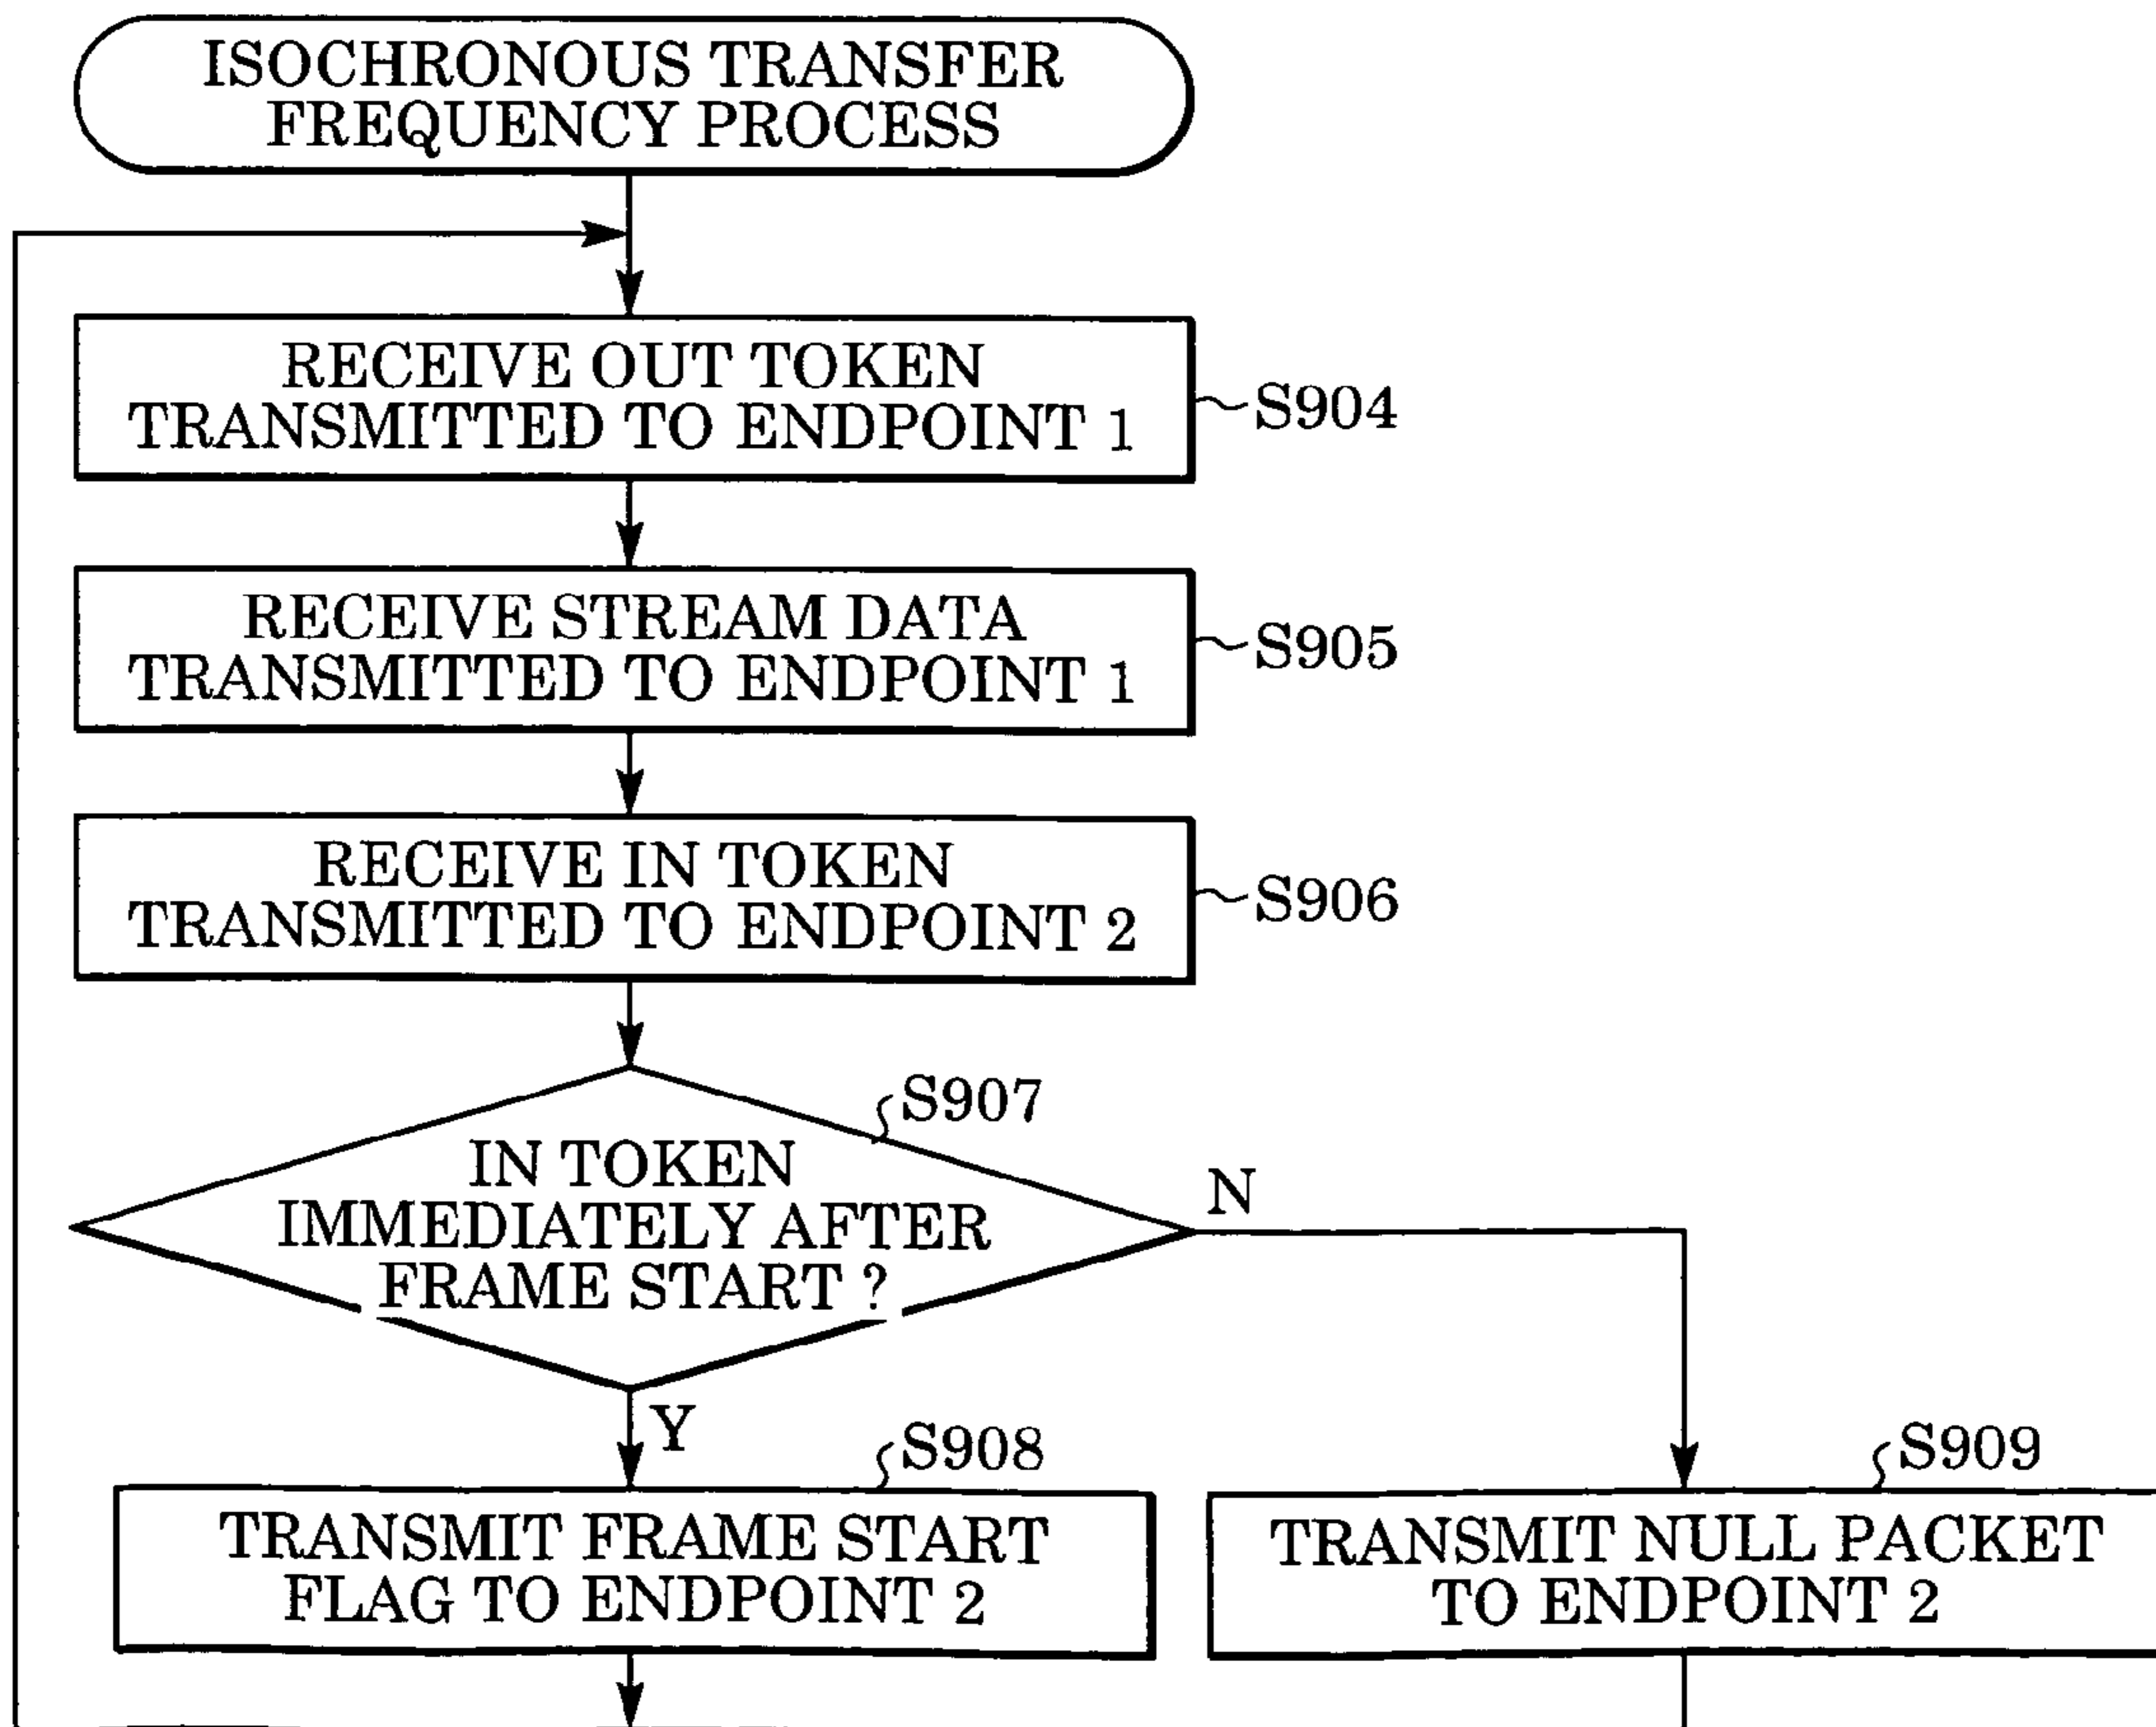 ISOCHRONOUS TRANSFER
FREQUENCY PROCESS
RECEIVE OUT TOKEN
TRANSMITTED TO ENDPOINT 1
S904
RECEIVE STREAM DATA
TRANSMITTED TO ENDPOINT 1
S905
RECEIVE IN TOKEN
TRANSMITTED TO ENDPOINT 2
S906
S907
IN TOKEN
IMMEDIATELY AFTER
FRAME START ?
N
Y
S908
TRANSMIT FRAME START
FLAG TO ENDPOINT 2
S909
TRANSMIT NULL PACKET
TO ENDPOINT 2